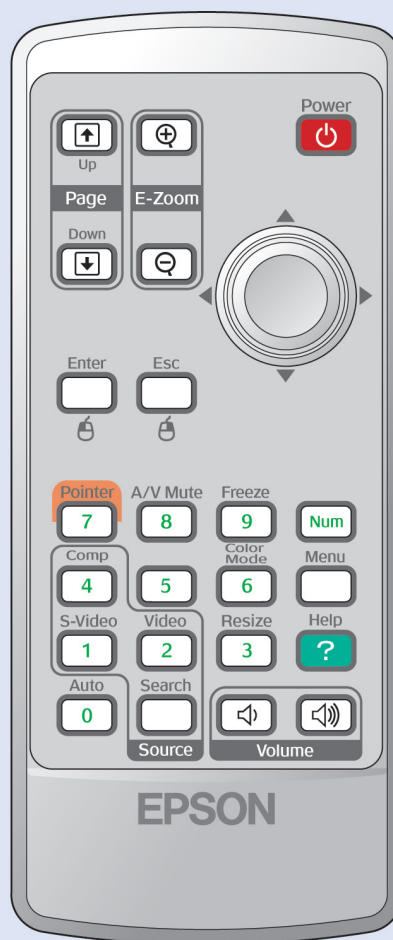 Power
Up
Page
E-Zoom
Down
Enter
Esc
Pointer
A/V Mute
Freeze
7
8
9
Num
Comp
Color
Mode
Menu
4
5
6
S-Video
Video
Resize
Help
1
2
3
?
Auto
Search
0
Source
Volume
EPSON